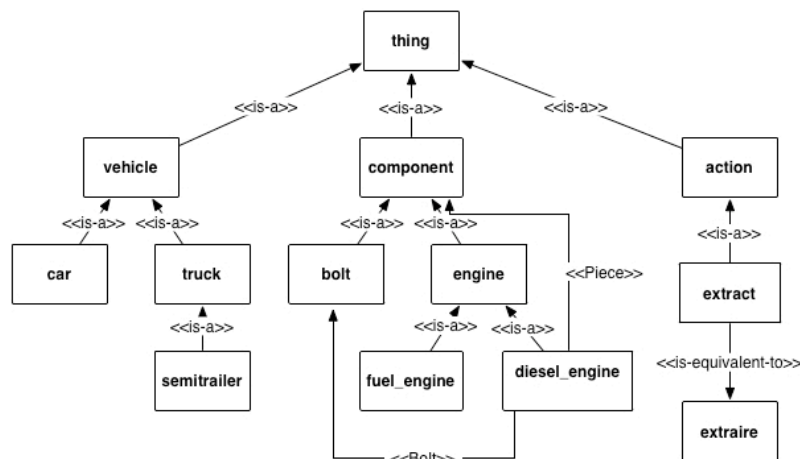 thing
<<is-a>>
<<is-a>>
<<is-a>>
vehicle
component
action
<<is-a>>
<<is-a>>
<<is-a>>
<<is-a>>
<<is-a>>
car
truck
bolt
engine
<<Piece>>
extract
<<is-a>>
<<is-a>>
<<is-a>>
<<is-equivalent-to>>
semitrailer
fuel_engine
diesel_engine
extraire
<<Bolt>>